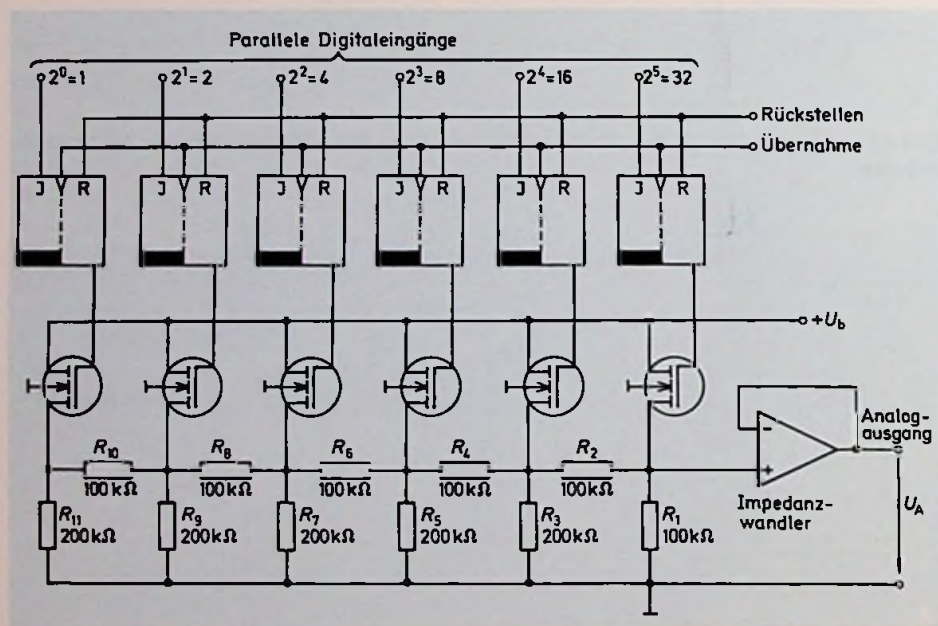 Parallele Digitaleingänge
2⁰=1 2¹=2 2²=4 2³=8 2⁴=16 2⁵=32
Rückstellen
Übernahme
J R J R J R J R J R J R
+U_b
R₁₀ R₈ R₆ R₄ R₂
100kΩ 100kΩ 100kΩ 100kΩ 100kΩ
- +
Analog-
ausgang
Impedanz-
wandler
U_A
R₁₁ R₉ R₇ R₅ R₃ R₁
200kΩ 200kΩ 200kΩ 200kΩ 200kΩ 100kΩ